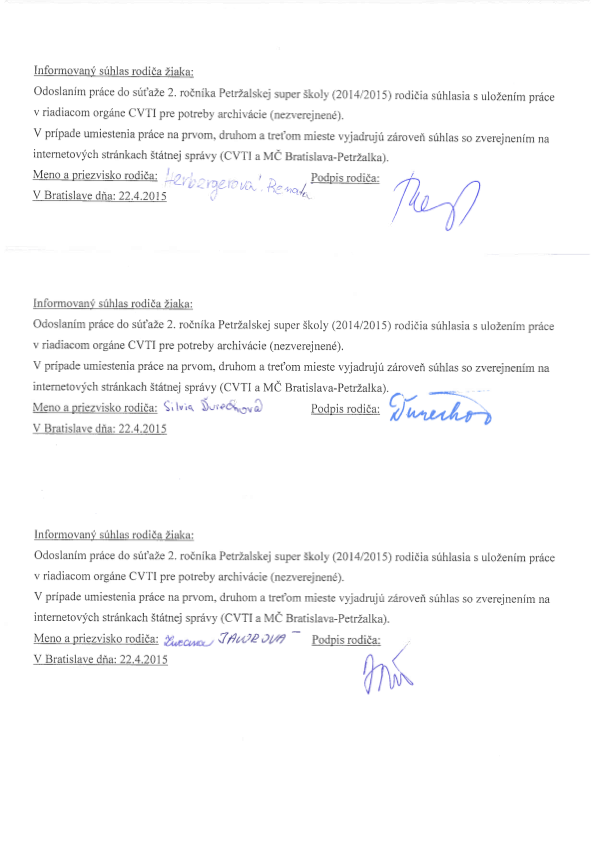 Informovaný súhlas rodiča žiaka:
Odoslaním práce do súťaže 2. ročníka Petržalskej super školy (2014/2015) rodičia súhlasia s uložením práce
v riadiacom orgáne CVTI pre potreby archivácie (nezverejnené).
V prípade umiestenia práce na prvom, druhom a treťom mieste vyjadrujú zároveň súhlas so zverejnením na
internetových stránkach štátnej správy (CVTI a MČ Bratislava-Petržalka).
Meno a priezvisko rodiča: Herbergerová Renata Podpis rodiča:
V Bratislave dňa: 22.4.2015
Informovaný súhlas rodiča žiaka:
Odoslaním práce do súťaže 2. ročníka Petržalskej super školy (2014/2015) rodičia súhlasia s uložením práce
v riadiacom orgáne CVTI pre potreby archivácie (nezverejnené).
V prípade umiestenia práce na prvom, druhom a treťom mieste vyjadrujú zároveň súhlas so zverejnením na
internetových stránkach štátnej správy (CVTI a MČ Bratislava-Petržalka).
Meno a priezvisko rodiča: Silvia Ďurechová Podpis rodiča:
V Bratislave dňa: 22.4.2015
Informovaný súhlas rodiča žiaka:
Odoslaním práce do súťaže 2. ročníka Petržalskej super školy (2014/2015) rodičia súhlasia s uložením práce
v riadiacom orgáne CVTI pre potreby archivácie (nezverejnené).
V prípade umiestenia práce na prvom, druhom a treťom mieste vyjadrujú zároveň súhlas so zverejnením na
internetových stránkach štátnej správy (CVTI a MČ Bratislava-Petržalka).
Meno a priezvisko rodiča: Podpis rodiča:
V Bratislave dňa: 22.4.2015